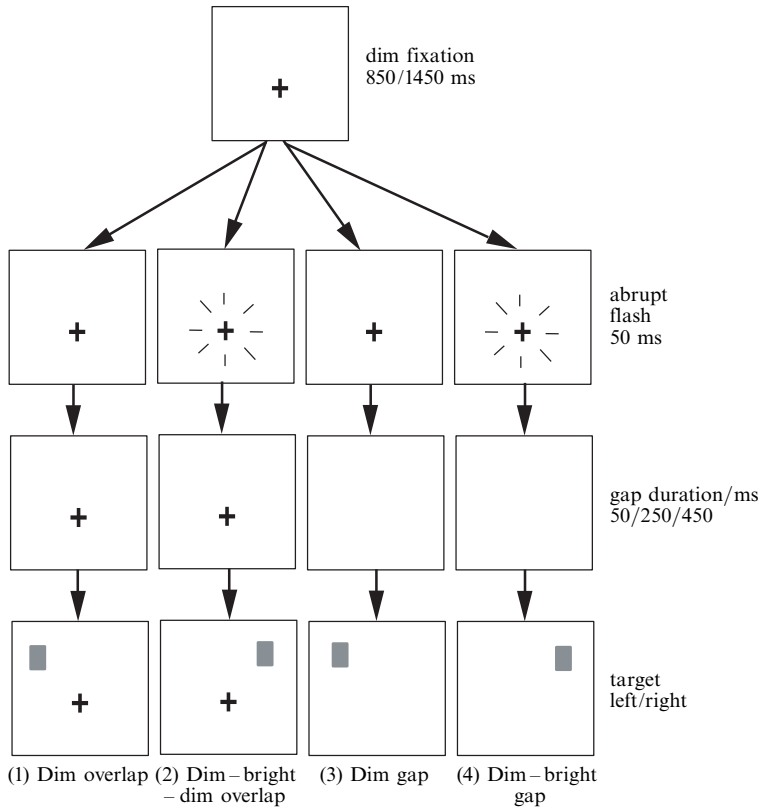 dim fixation
850/1450 ms
abrupt
flash
50 ms
gap duration/ms
50/250/450
target
left/right
(1) Dim overlap
(2) Dim – bright
– dim overlap
(3) Dim gap
(4) Dim – bright
gap